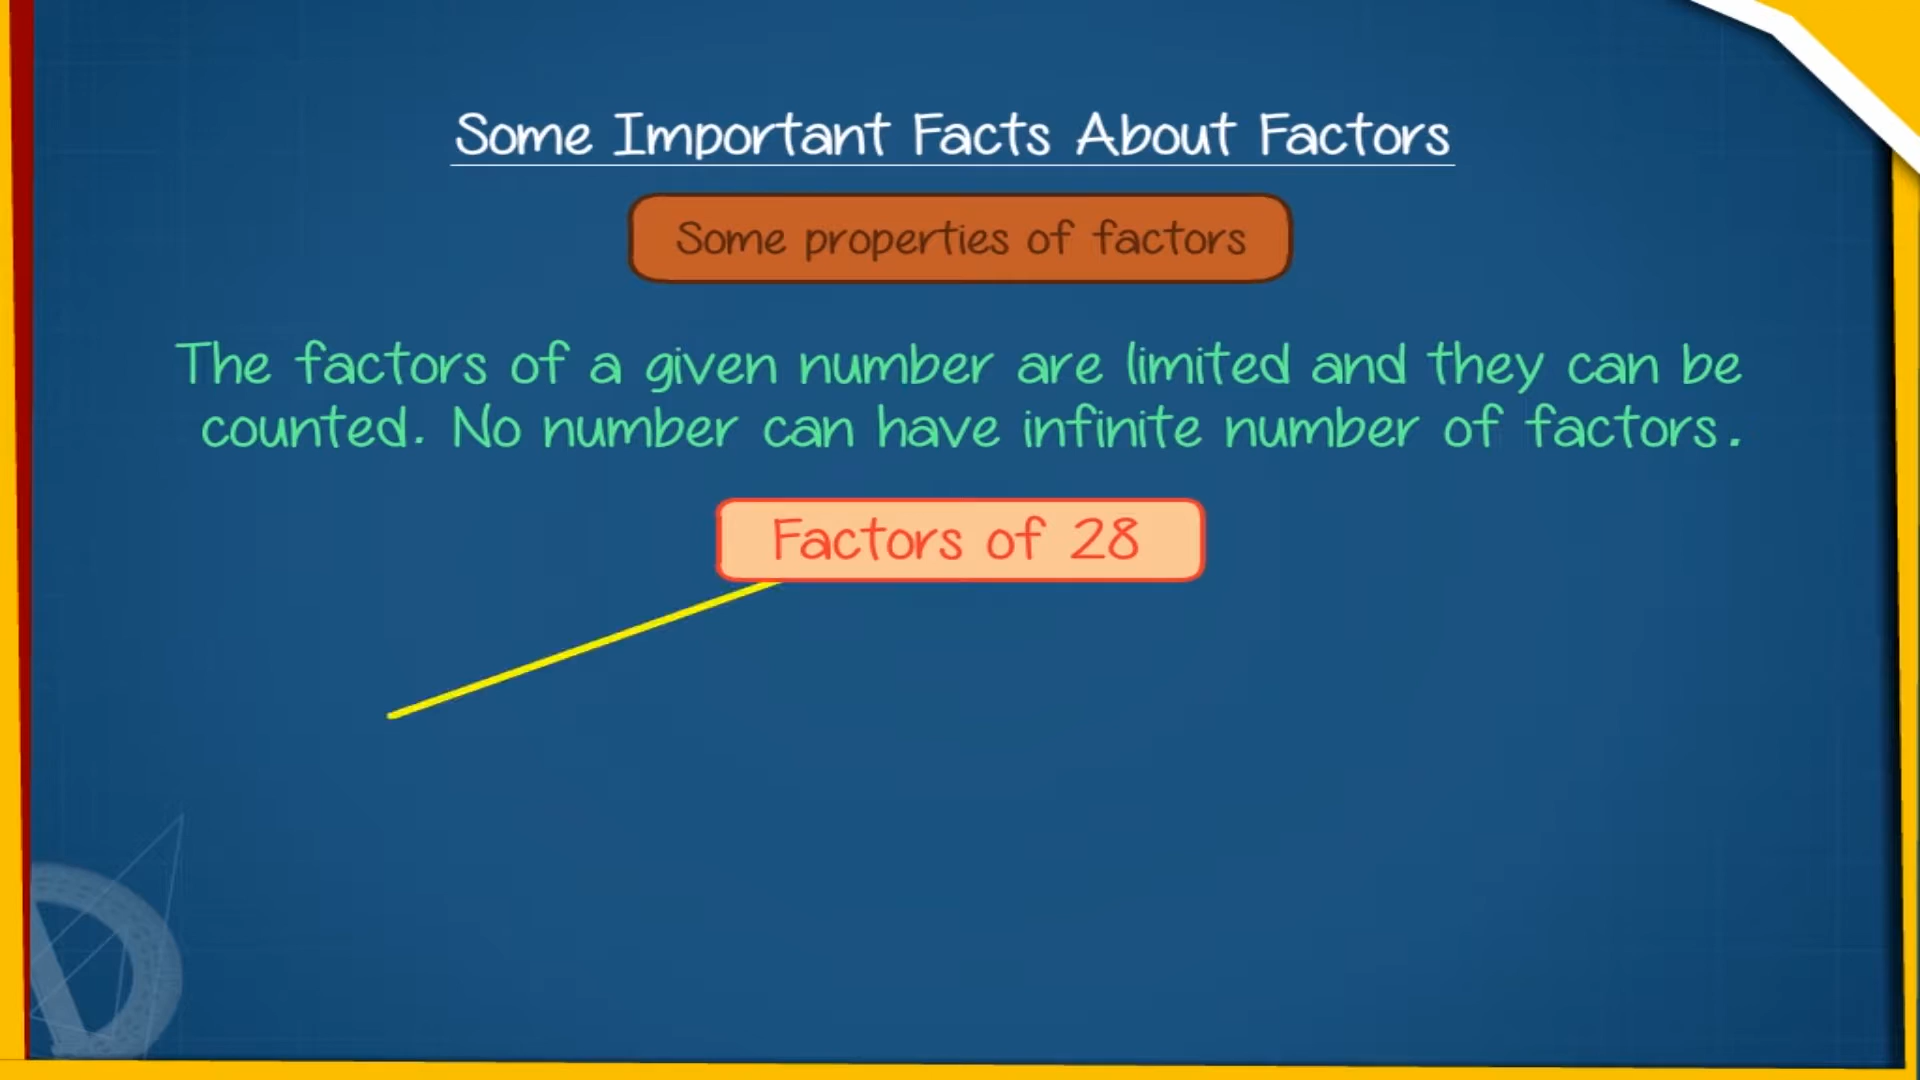 Some Important Facts About Factors
Some properties of factors
The factors of a given number are limited and they can be
counted. No number can have infinite number of factors.
Factors of 28